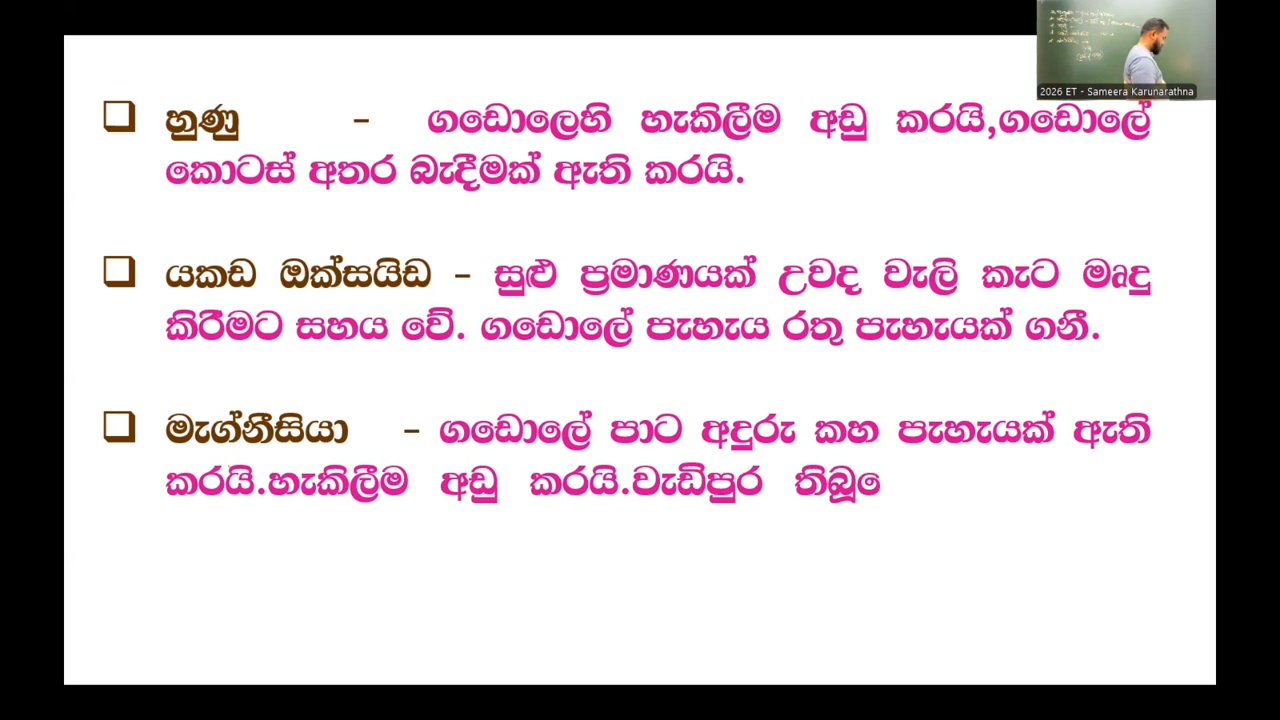 2026 ET - Sameera Karunarathna
හුණු – ගඩොලෙහි හැකිලීම අඩු කරයි,ගඩොලේ
කොටස් අතර බැඳීමක් ඇති කරයි.
යකඩ ඔක්සයිඩ – සුළු ප්‍රමාණයක් උවද වැලි කැට මෘදු
කිරීමට සහය වේ. ගඩොලේ පැහැය රතු පැහැයක් ගනී.
මැග්නීසියා – ගඩොලේ පාට අඳුරු කහ පැහැයක් ඇති
කරයි.හැකිලීම අඩු කරයි.වැඩිපුර තිබූ